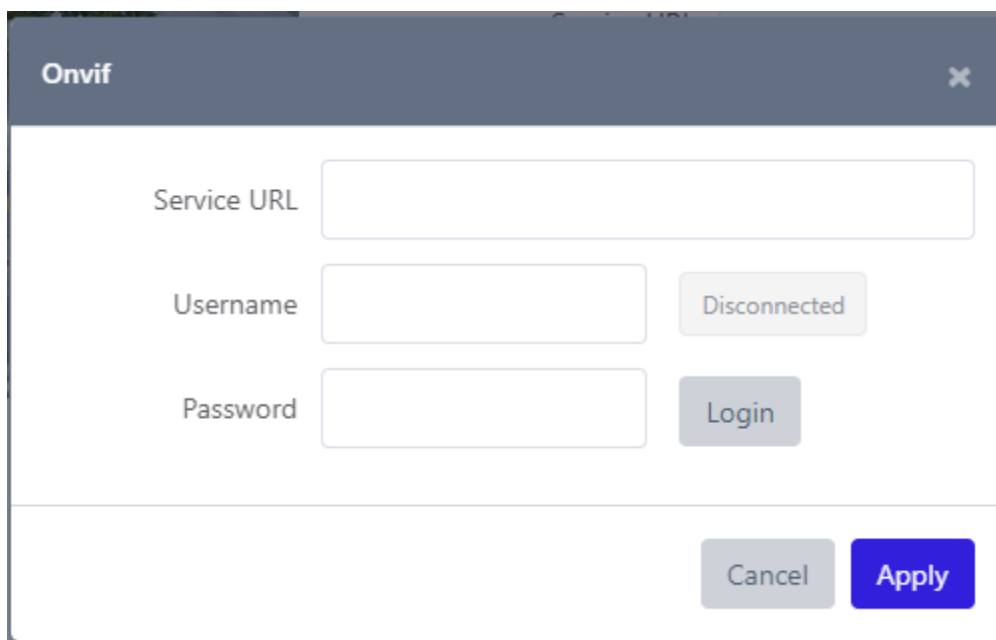 Onvif
Service URL
Username
Disconnected
Password
Login
Cancel
Apply